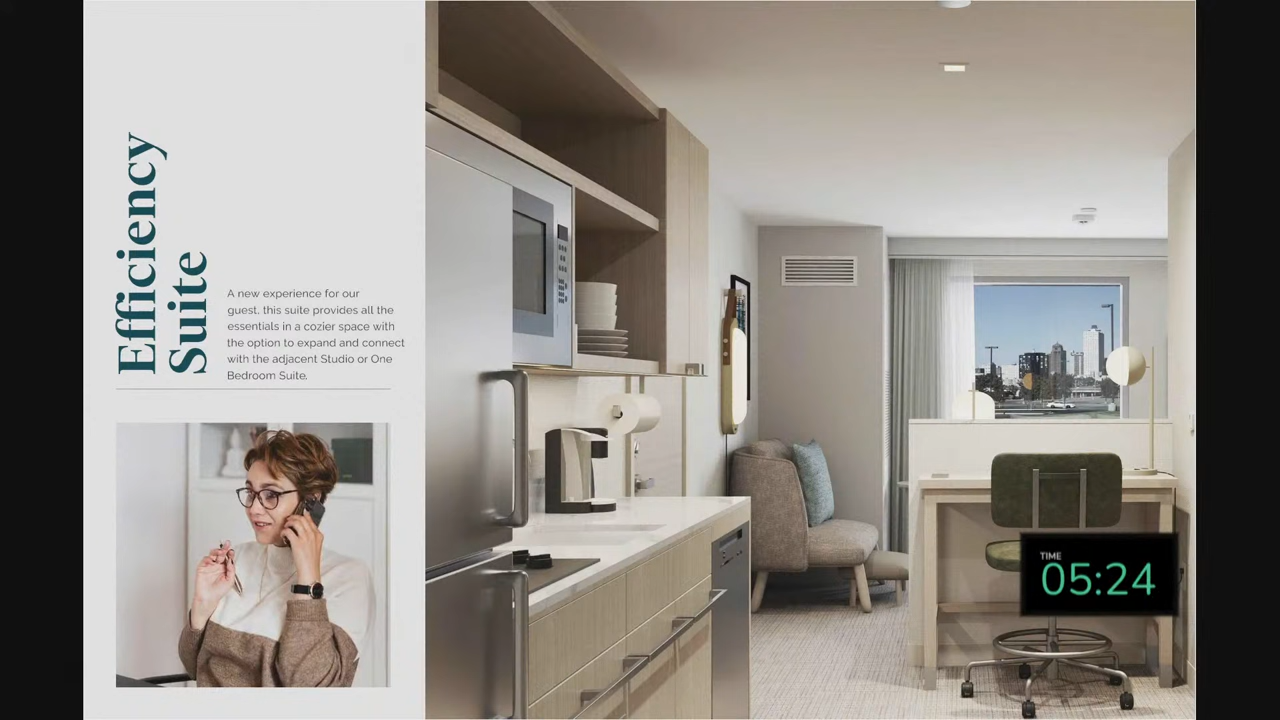 Efficiency
Suite
A new experience for our
guest, this suite provides all the
essentials in a cozier space with
the option to expand and connect
with the adjacent Studio or One
Bedroom Suite.
TIME
05:24